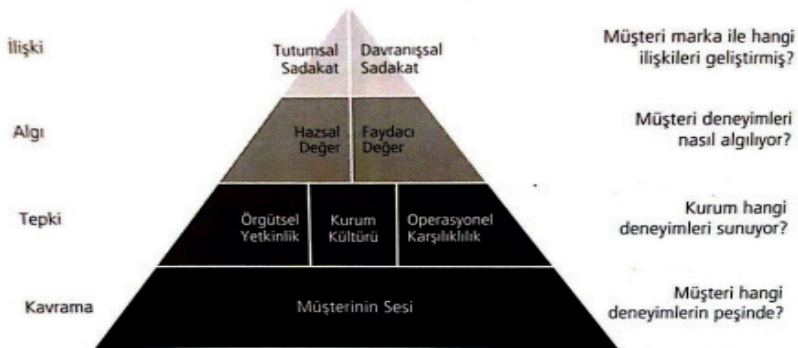 İlişki
Tutumsal Sadakat
Davranışsal Sadakat
Müşteri marka ile hangi
ilişkileri geliştirmiş?
Algı
Hazsal Değer
Faydacı Değer
Müşteri deneyimleri
nasıl algılıyor?
Tepki
Örgütsel Yetkinlik
Kurum Kültürü
Operasyonel Karşılıklılık
Kurum hangi
deneyimleri sunuyor?
Kavrama
Müşterinin Sesi
Müşteri hangi
deneyimlerin peşinde?